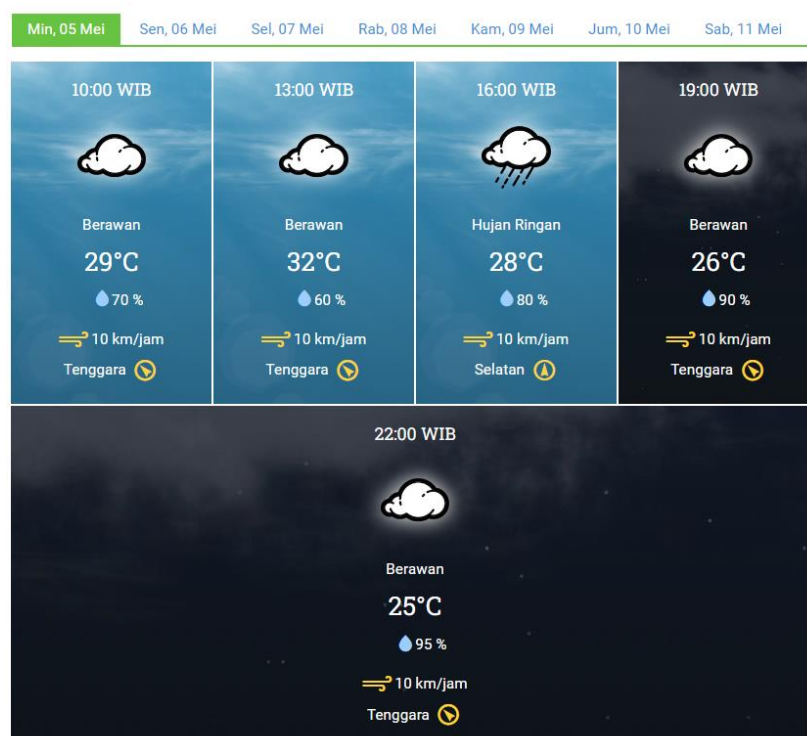 Min, 05 Mei Sen, 06 Mei Sel, 07 Mei Rab, 08 Mei Kam, 09 Mei Jum, 10 Mei Sab, 11 Mei
10:00 WIB
Berawan
29°C
70 %
10 km/jam
Tenggara
13:00 WIB
Berawan
32°C
60 %
10 km/jam
Tenggara
16:00 WIB
Hujan Ringan
28°C
80 %
10 km/jam
Selatan
19:00 WIB
Berawan
26°C
90 %
10 km/jam
Tenggara
22:00 WIB
Berawan
25°C
95 %
10 km/jam
Tenggara